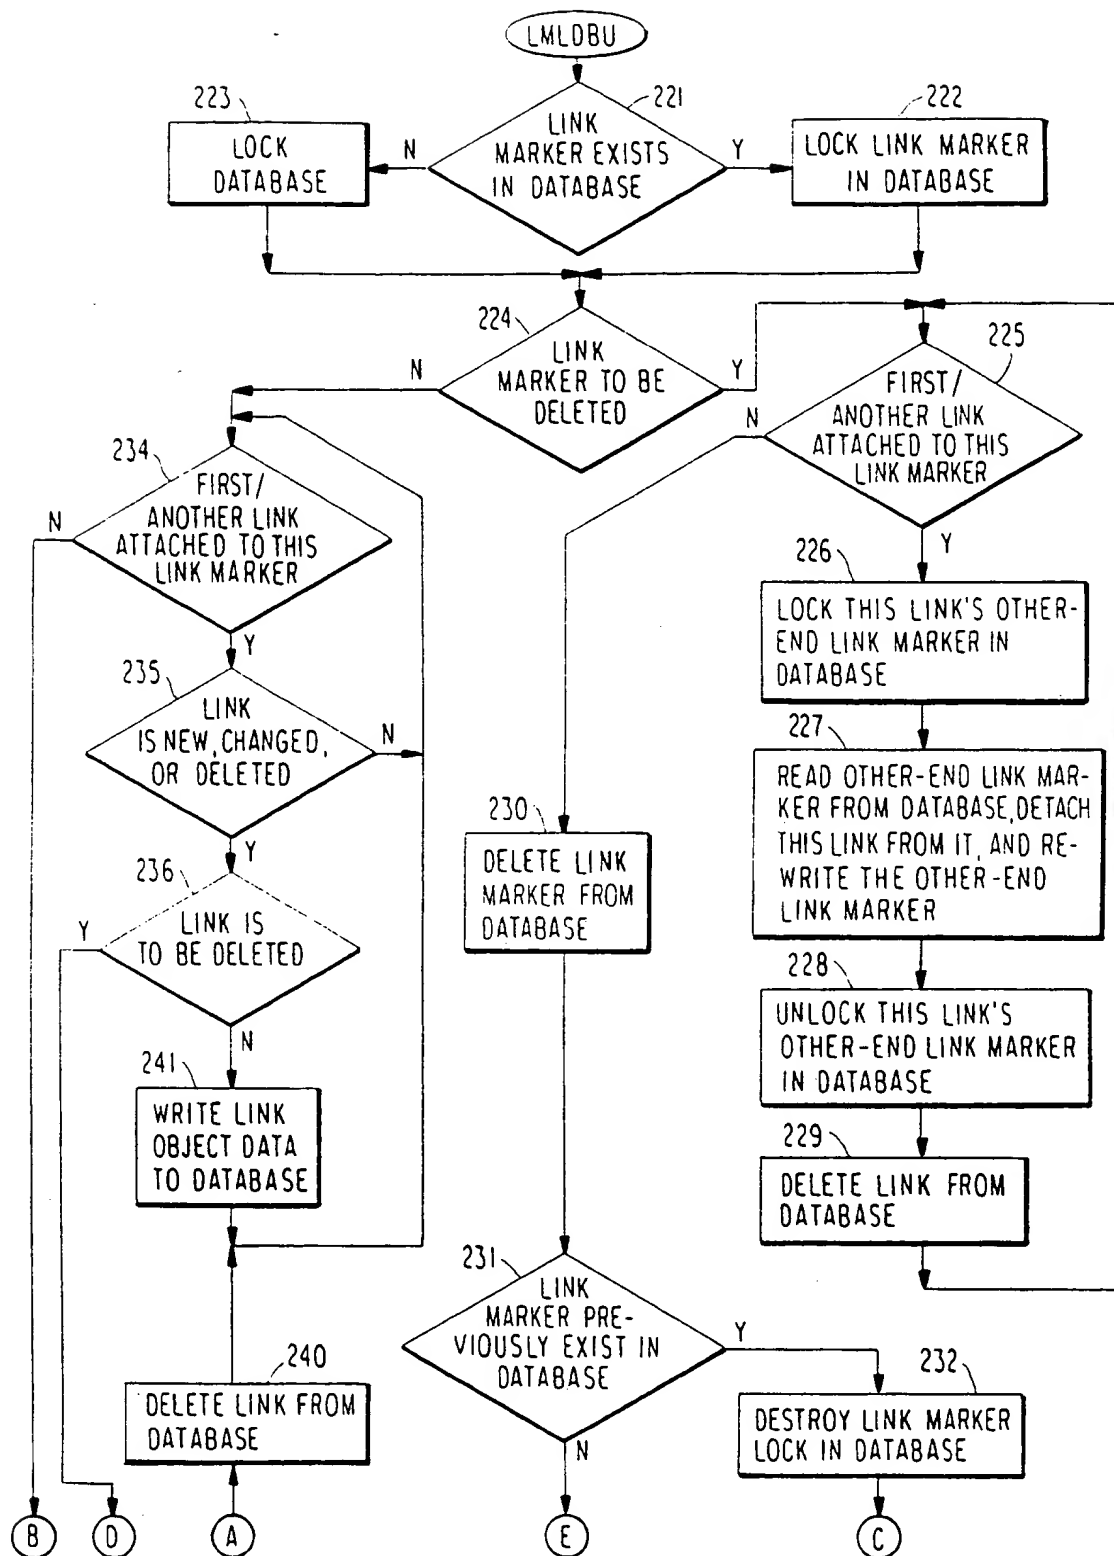 LMLDBU
221
LINK
MARKER EXISTS
IN DATABASE
N
Y
223
LOCK
DATABASE
222
LOCK LINK MARKER
IN DATABASE
224
LINK
MARKER TO BE
DELETED
N
Y
225
FIRST/
ANOTHER LINK
ATTACHED TO THIS
LINK MARKER
N
Y
234
FIRST/
ANOTHER LINK
ATTACHED TO THIS
LINK MARKER
N
Y
226
LOCK THIS LINK'S OTHER-
END LINK MARKER IN
DATABASE
235
LINK
IS NEW, CHANGED,
OR DELETED
N
Y
227
READ OTHER-END LINK MAR-
KER FROM DATABASE, DETACH
THIS LINK FROM IT, AND RE-
WRITE THE OTHER-END
LINK MARKER
230
DELETE LINK
MARKER FROM
DATABASE
236
LINK IS
TO BE DELETED
Y
N
228
UNLOCK THIS LINK'S
OTHER-END LINK MARKER
IN DATABASE
241
WRITE LINK
OBJECT DATA
TO DATABASE
229
DELETE LINK FROM
DATABASE
231
LINK
MARKER PRE-
VIOUSLY EXIST IN
DATABASE
Y
N
240
DELETE LINK FROM
DATABASE
232
DESTROY LINK MARKER
LOCK IN DATABASE
B
D
A
E
C